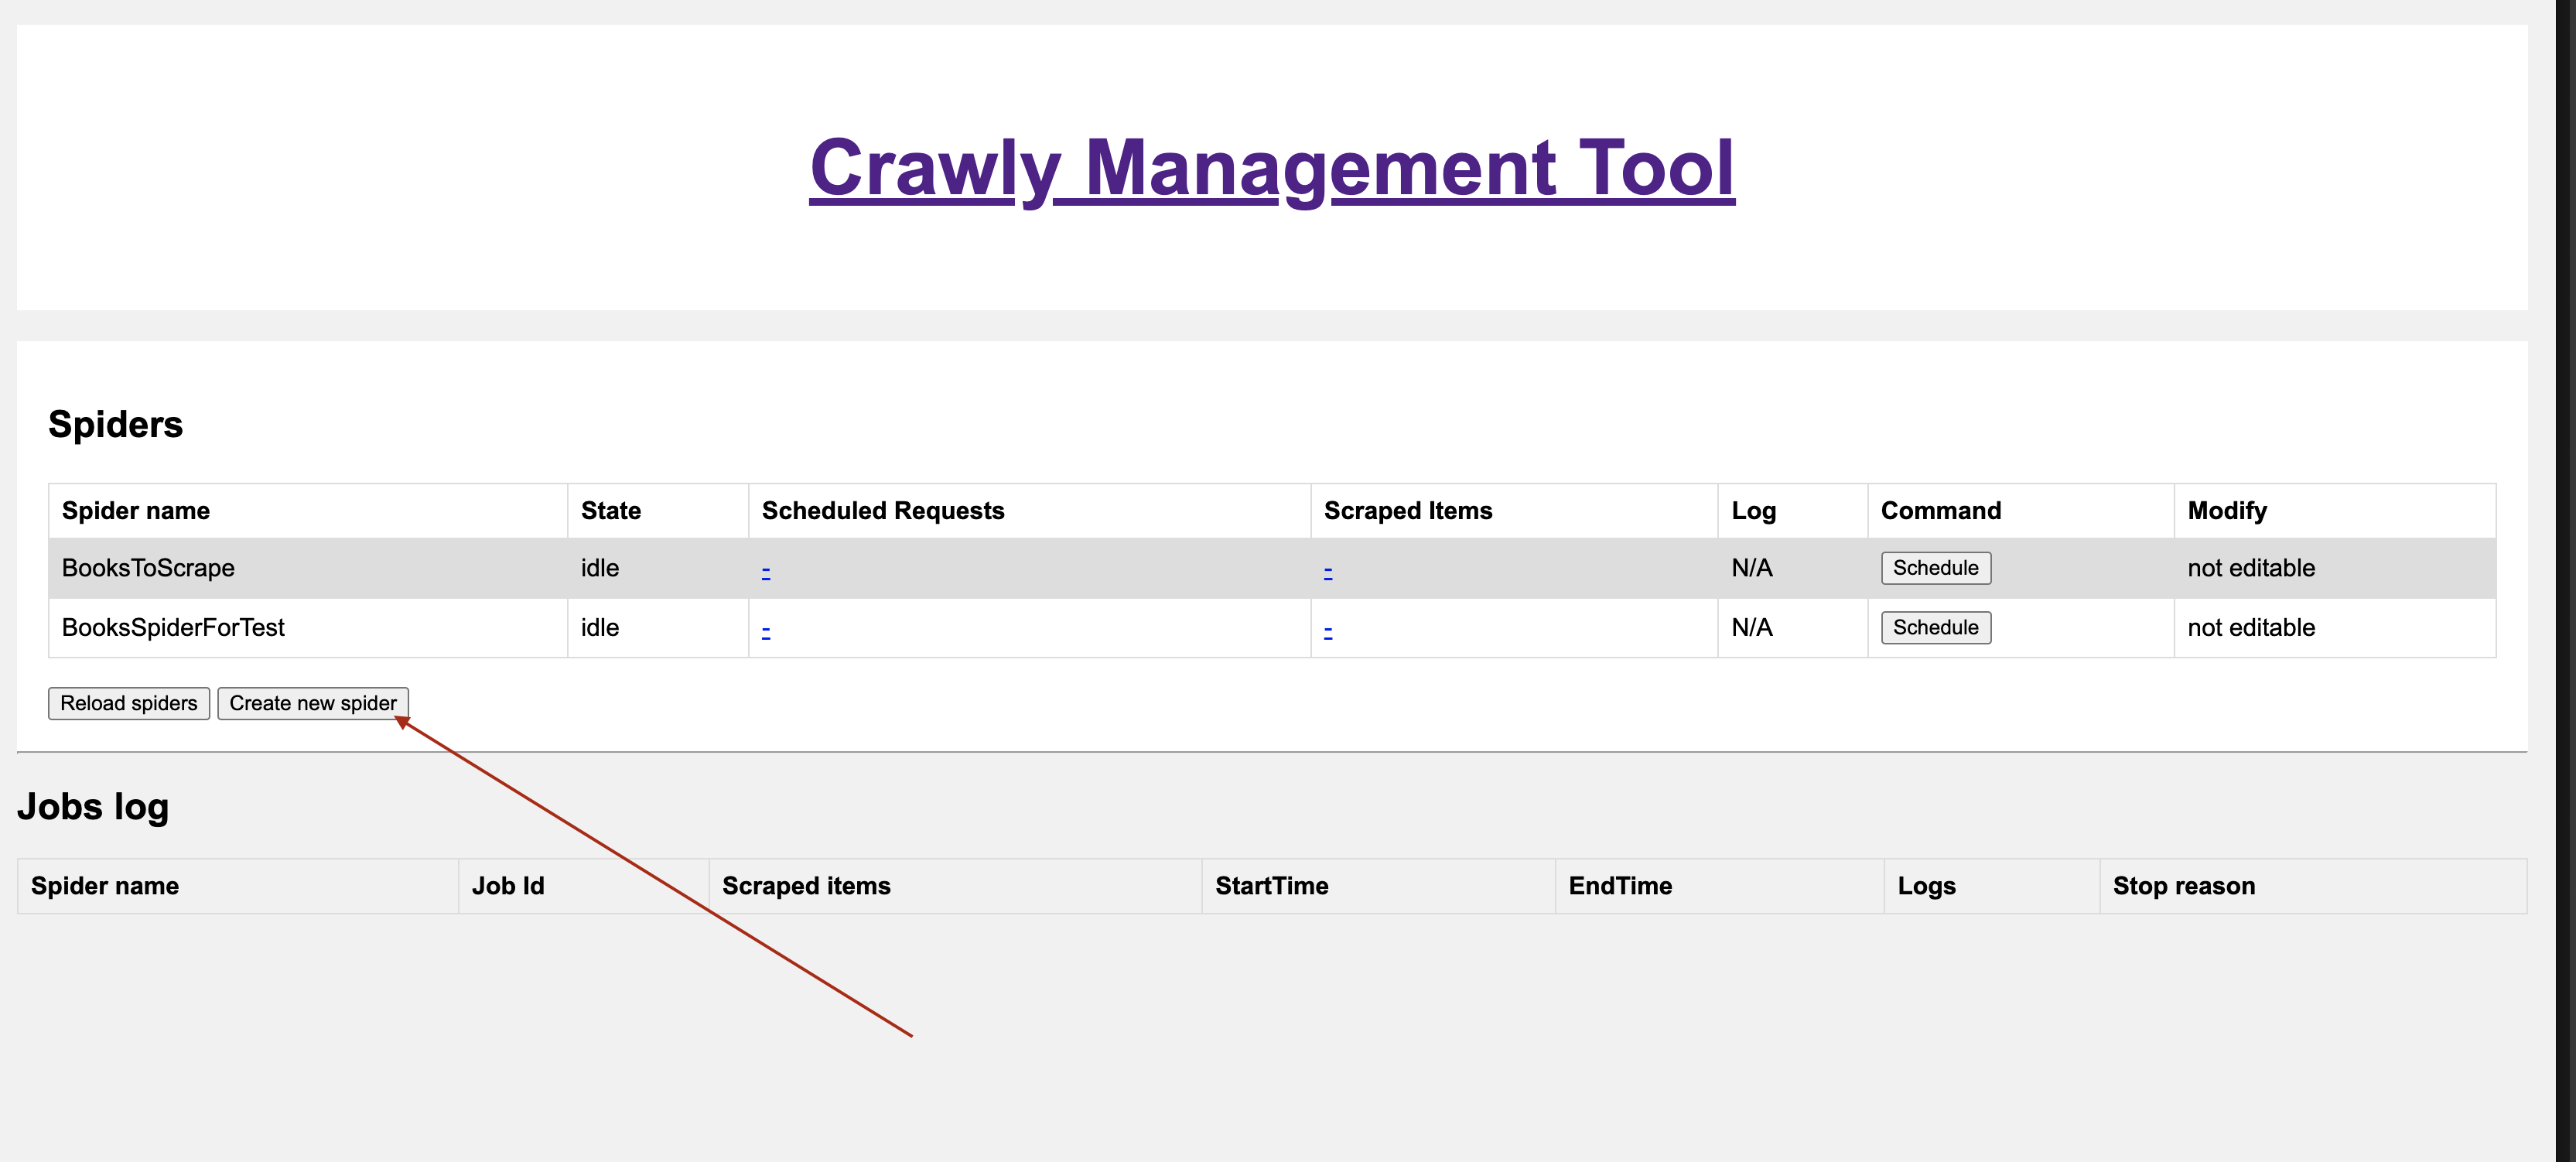 Crawly Management Tool
Spiders
Spider name State Scheduled Requests Scraped Items Log Command Modify
BooksToScrape idle - - N/A Schedule not editable
BooksSpiderForTest idle - - N/A Schedule not editable
Reload spiders Create new spider
Jobs log
Spider name Job Id Scraped items StartTime EndTime Logs Stop reason